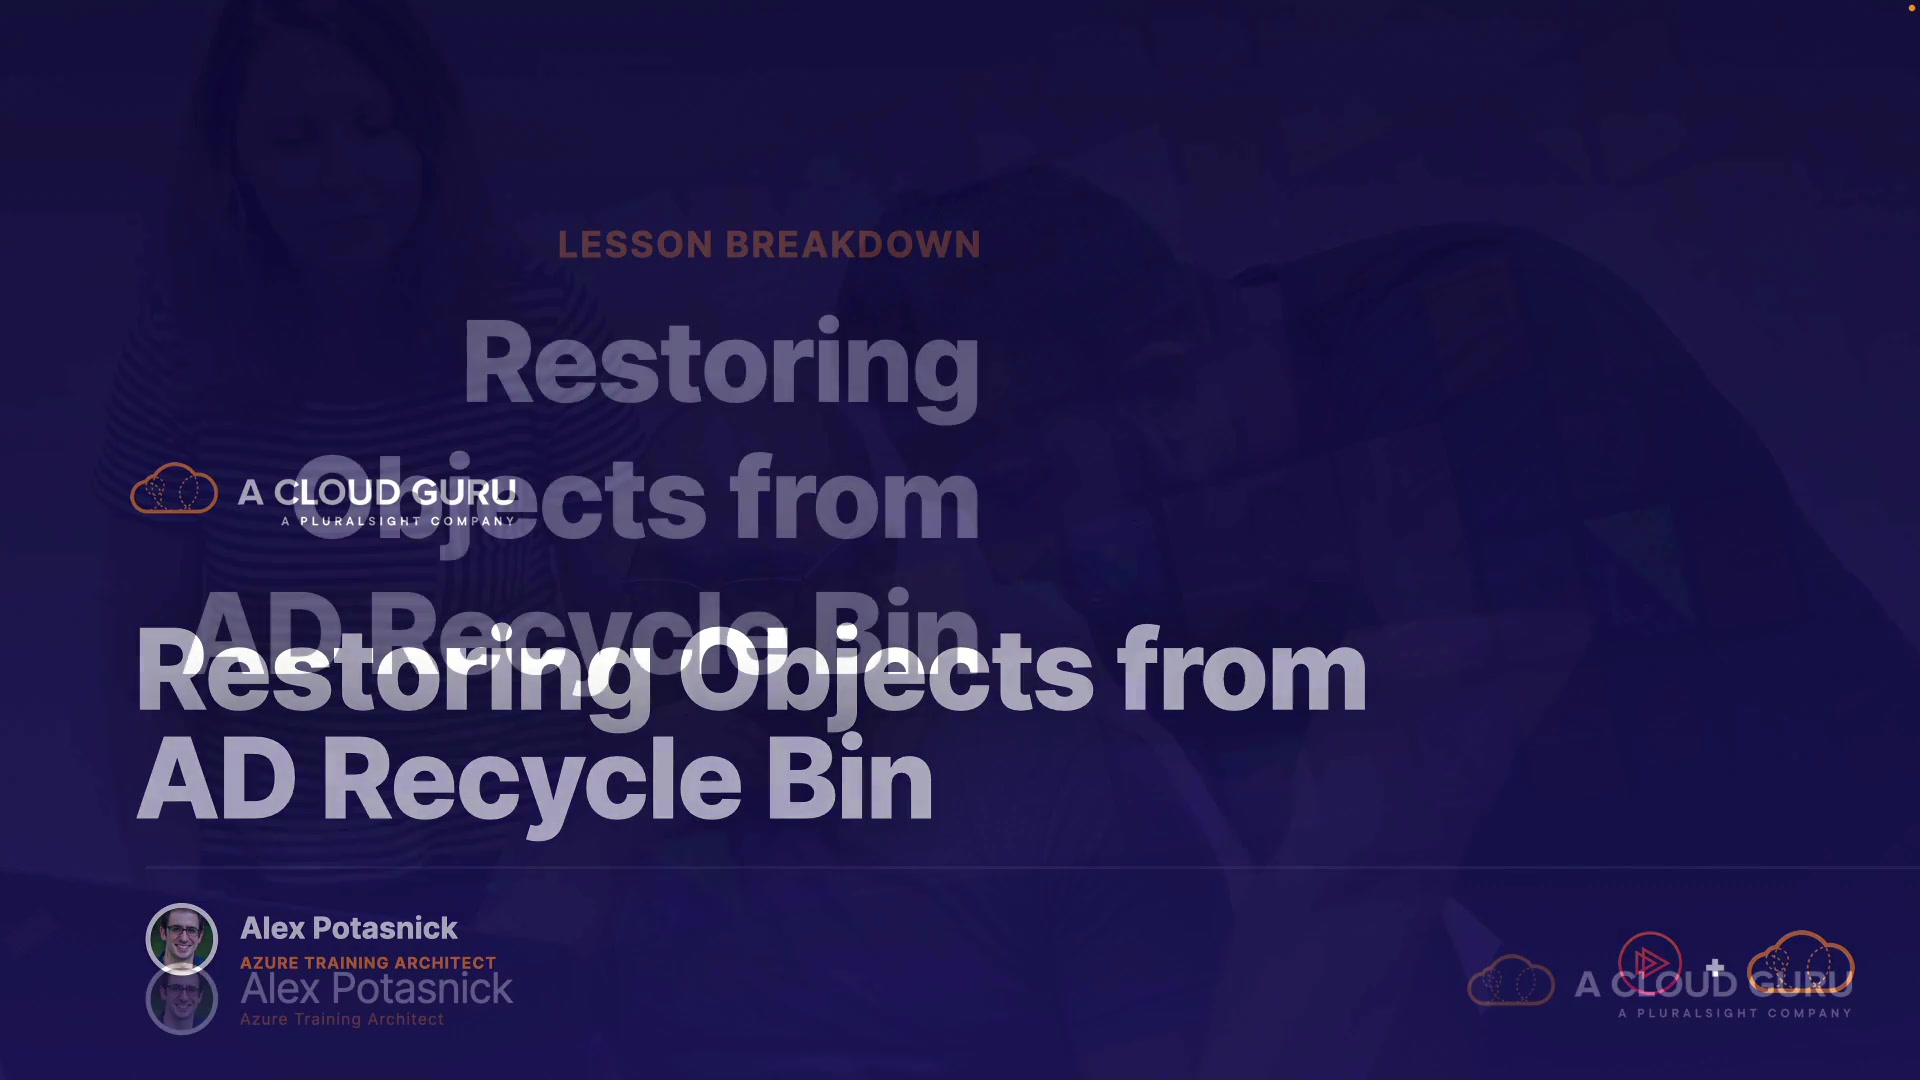 LESSON BREAKDOWN
Restoring
Objects from
AD Recycle Bin
A CLOUD GURU
A PLURALSIGHT COMPANY
Restoring Objects from
AD Recycle Bin
Alex Potasnick
AZURE TRAINING ARCHITECT
Alex Potasnick
Azure Training Architect
+
A CLOUD GURU
A PLURALSIGHT COMPANY